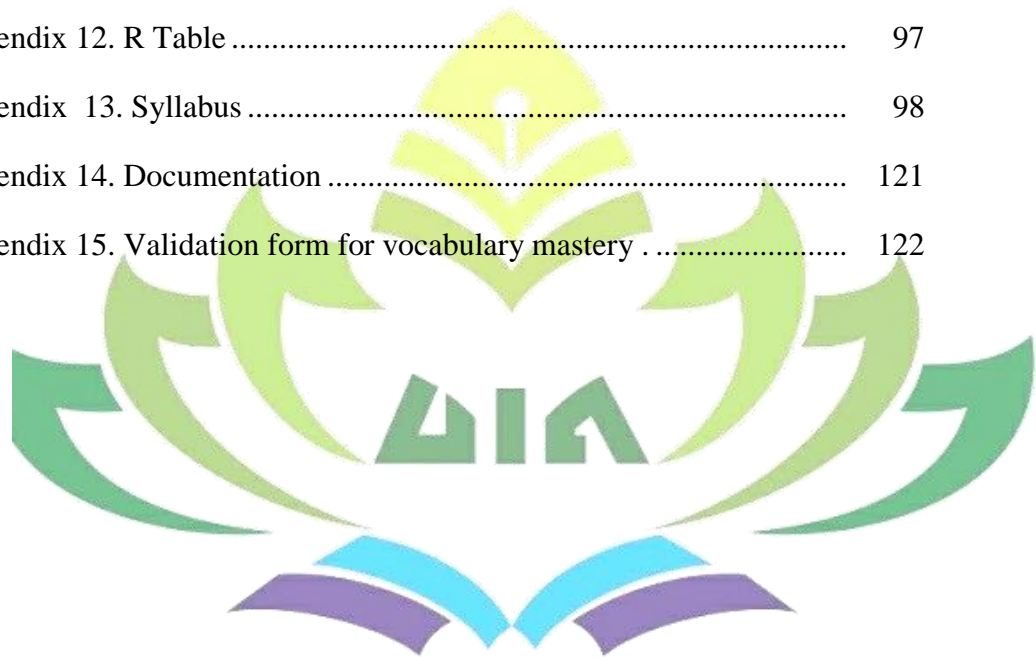 endix 12. R Table ............................................................................. 97
endix 13. Syllabus ........................................................................... 98
endix 14. Documentation ................................................................. 121
endix 15. Validation form for vocabulary mastery . ........................ 122
UIN